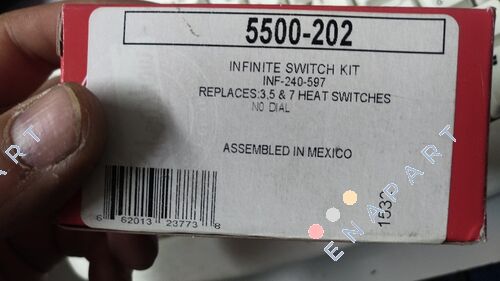 5500-202
INFINITE SWITCH KIT
INF-240-597
REPLACES:3,5 & 7 HEAT SWITCHES
NO DIAL
ASSEMBLED IN MEXICO
6 62013 23773 8
ENAPART
ART